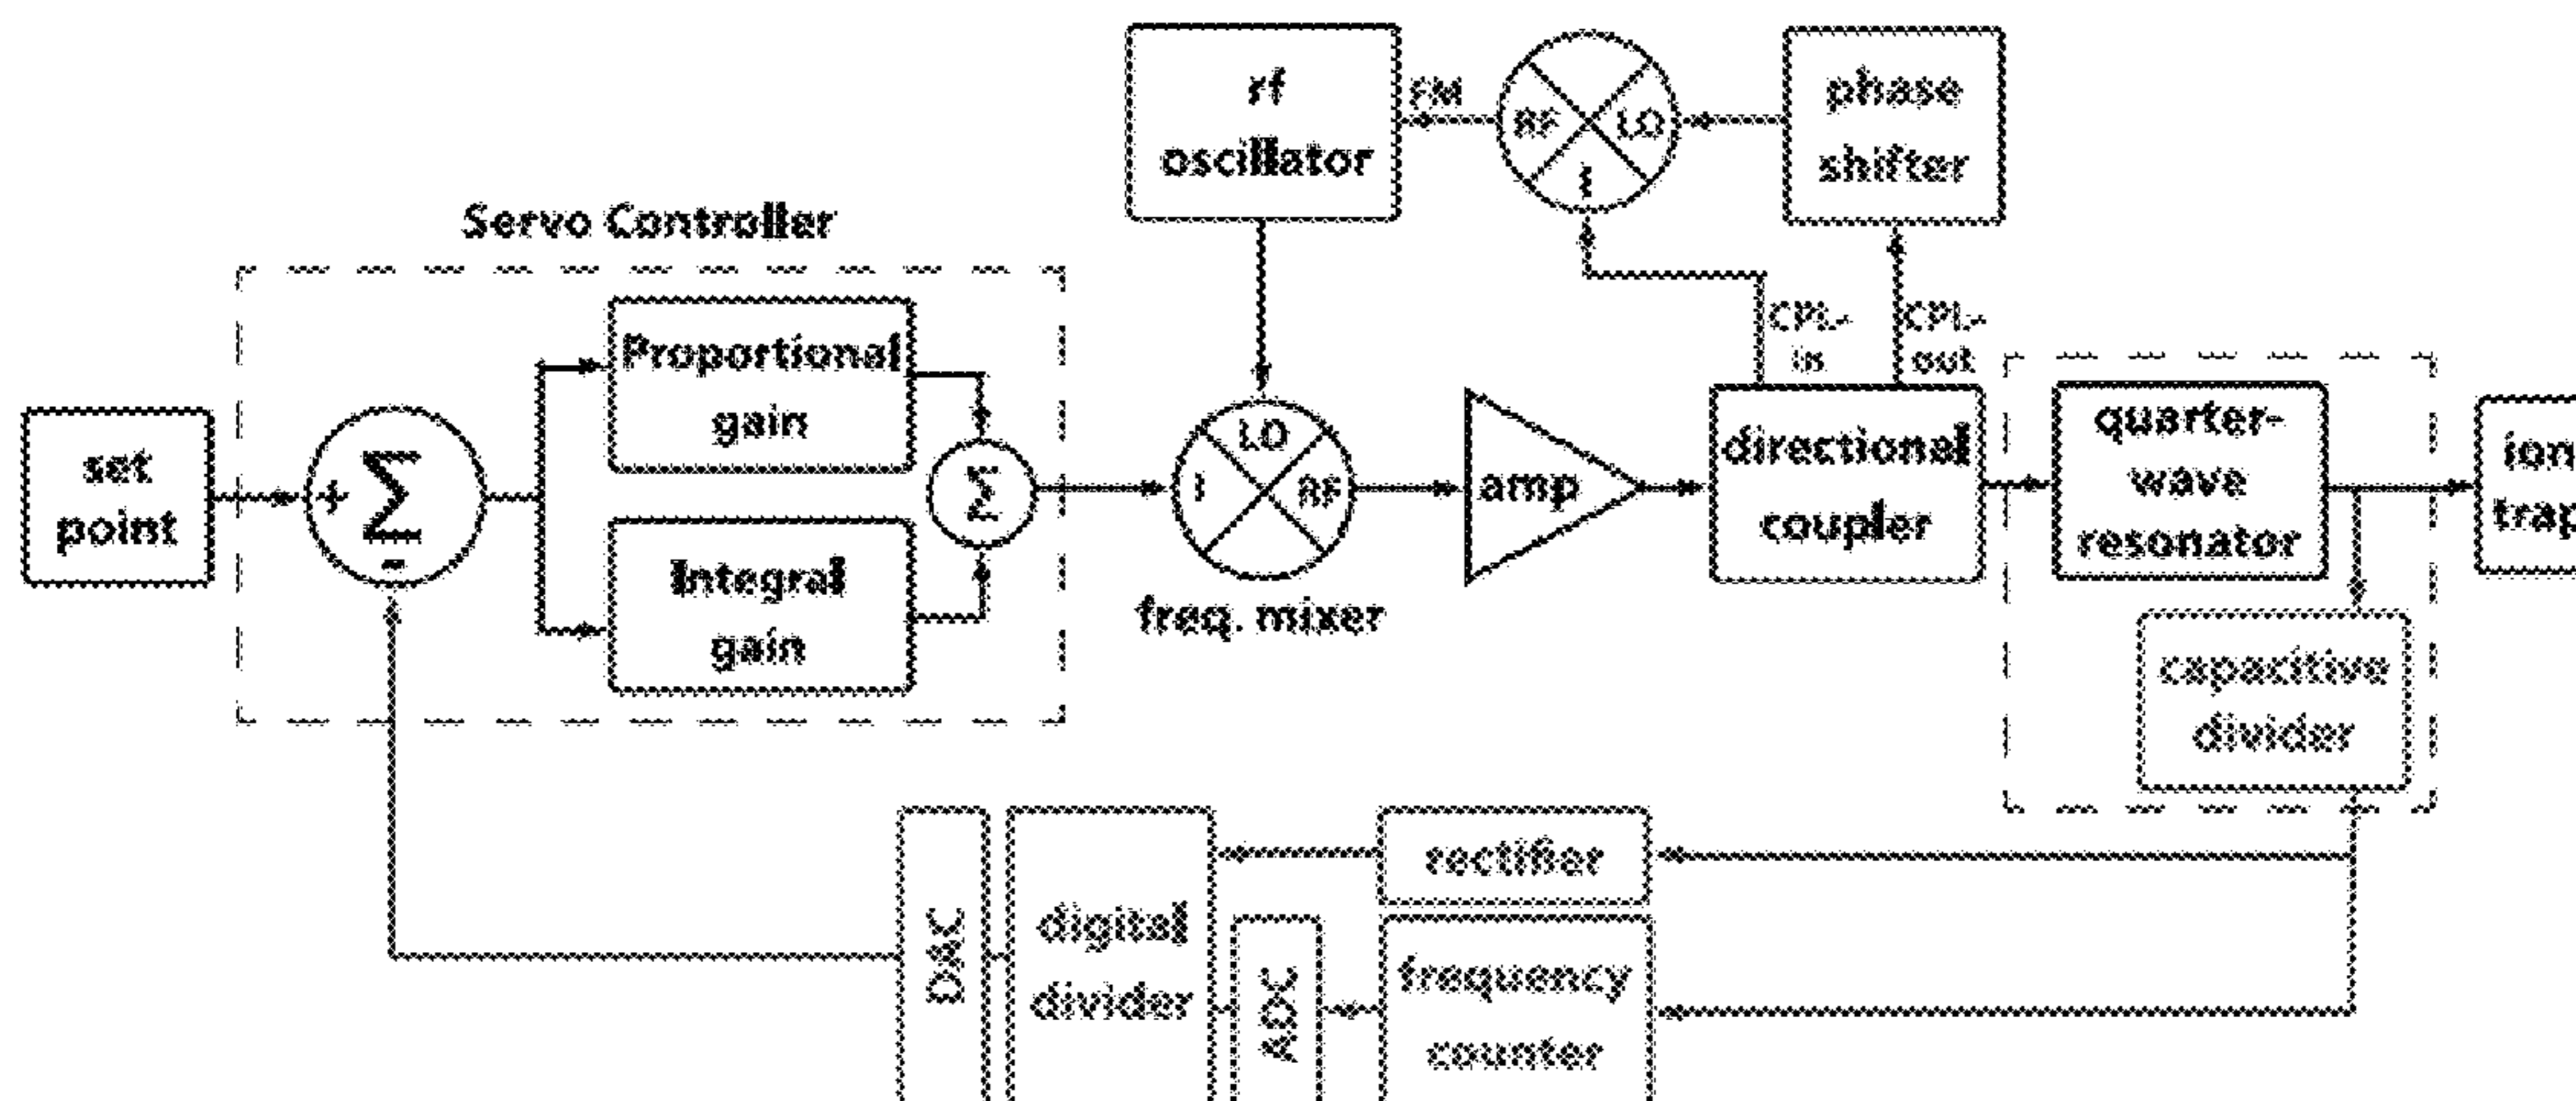 rf
oscillator
FM
RF
LO
I
phase
shifter
Servo Controller
set
point
+
Σ
-
Proportional
gain
Integral
gain
Σ
LO
I
RF
freq. mixer
amp
CPL-
in
CPL-
out
directional
coupler
quarter-
wave
resonator
ion
trap
capacitive
divider
DAC
digital
divider
ADC
rectifier
frequency
counter